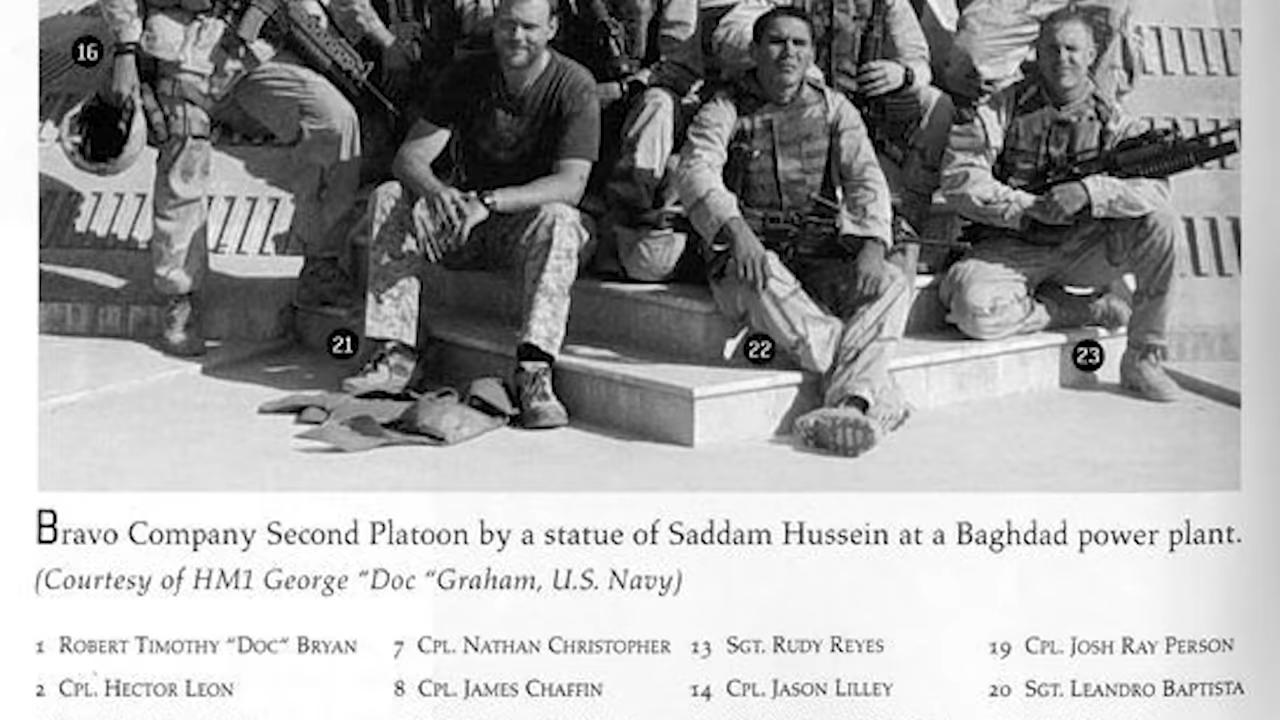 16
21
22
23
Bravo Company Second Platoon by a statue of Saddam Hussein at a Baghdad power plant.
(Courtesy of HM1 George "Doc "Graham, U.S. Navy)
1 Robert Timothy "Doc" Bryan 7 Cpl. Nathan Christopher 13 Sgt. Rudy Reyes 19 Cpl. Josh Ray Person
2 Cpl. Hector Leon 8 Cpl. James Chaffin 14 Cpl. Jason Lilley 20 Sgt. Leandro Baptista